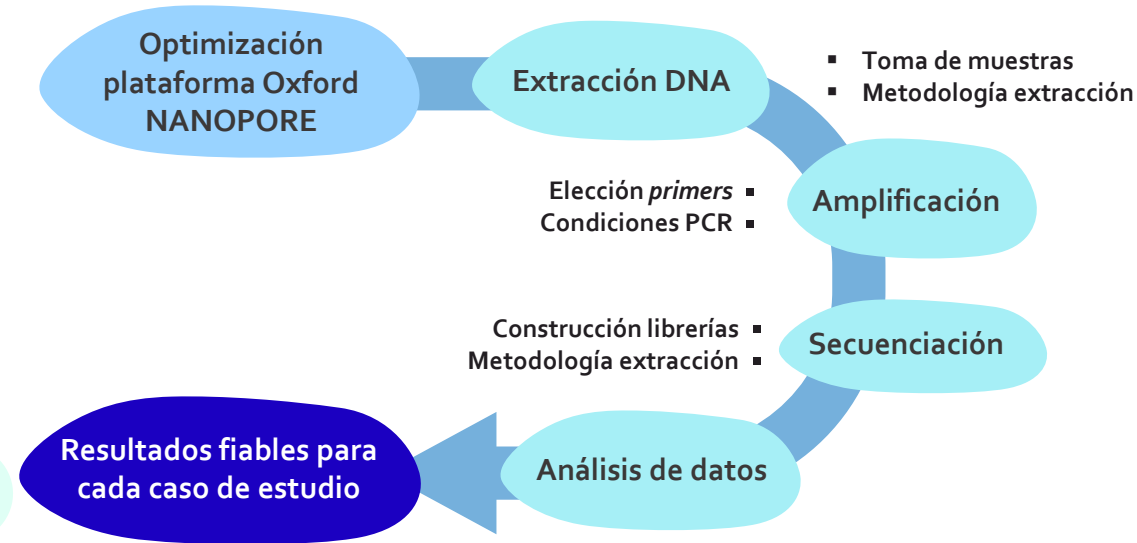 Optimización
plataforma Oxford
NANOPORE
Extracción DNA
▪ Toma de muestras
▪ Metodología extracción
Elección primers ▪
Condiciones PCR ▪
Amplificación
Construcción librerías ▪
Metodología extracción ▪
Secuenciación
Análisis de datos
Resultados fiables para
cada caso de estudio